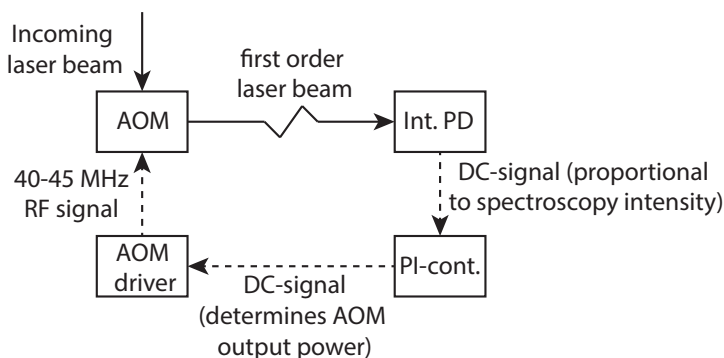 Incoming
laser beam
first order
laser beam
AOM
Int. PD
40-45 MHz
RF signal
DC-signal (proportional
to spectroscopy intensity)
AOM
driver
PI-cont.
DC-signal
(determines AOM
output power)